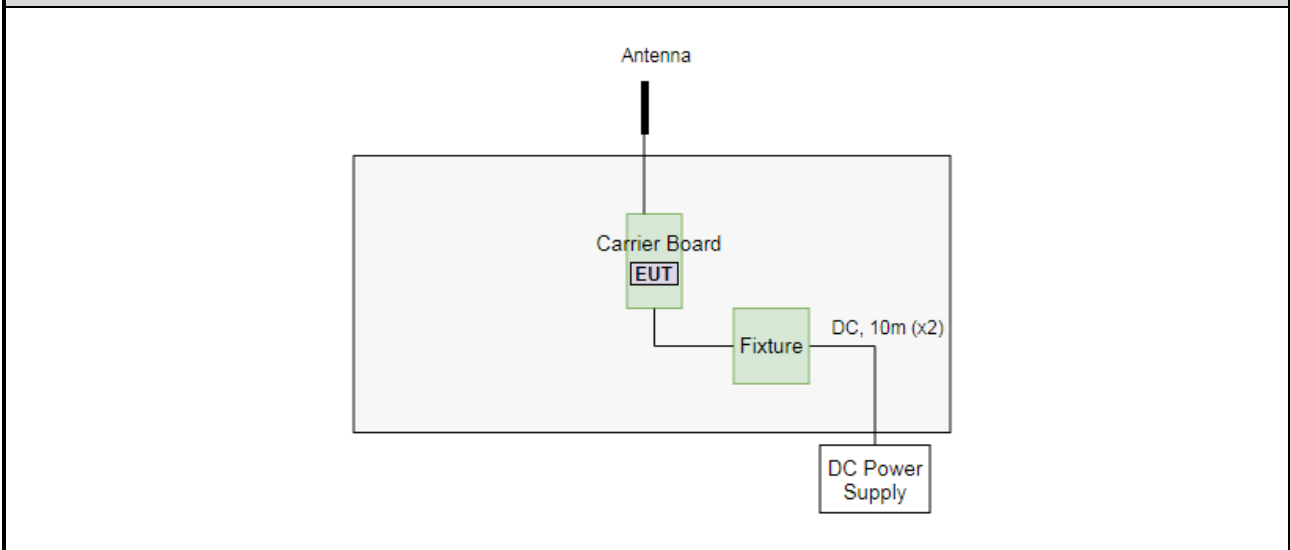 Antenna
Carrier Board
EUT
Fixture
DC, 10m (x2)
DC Power
Supply